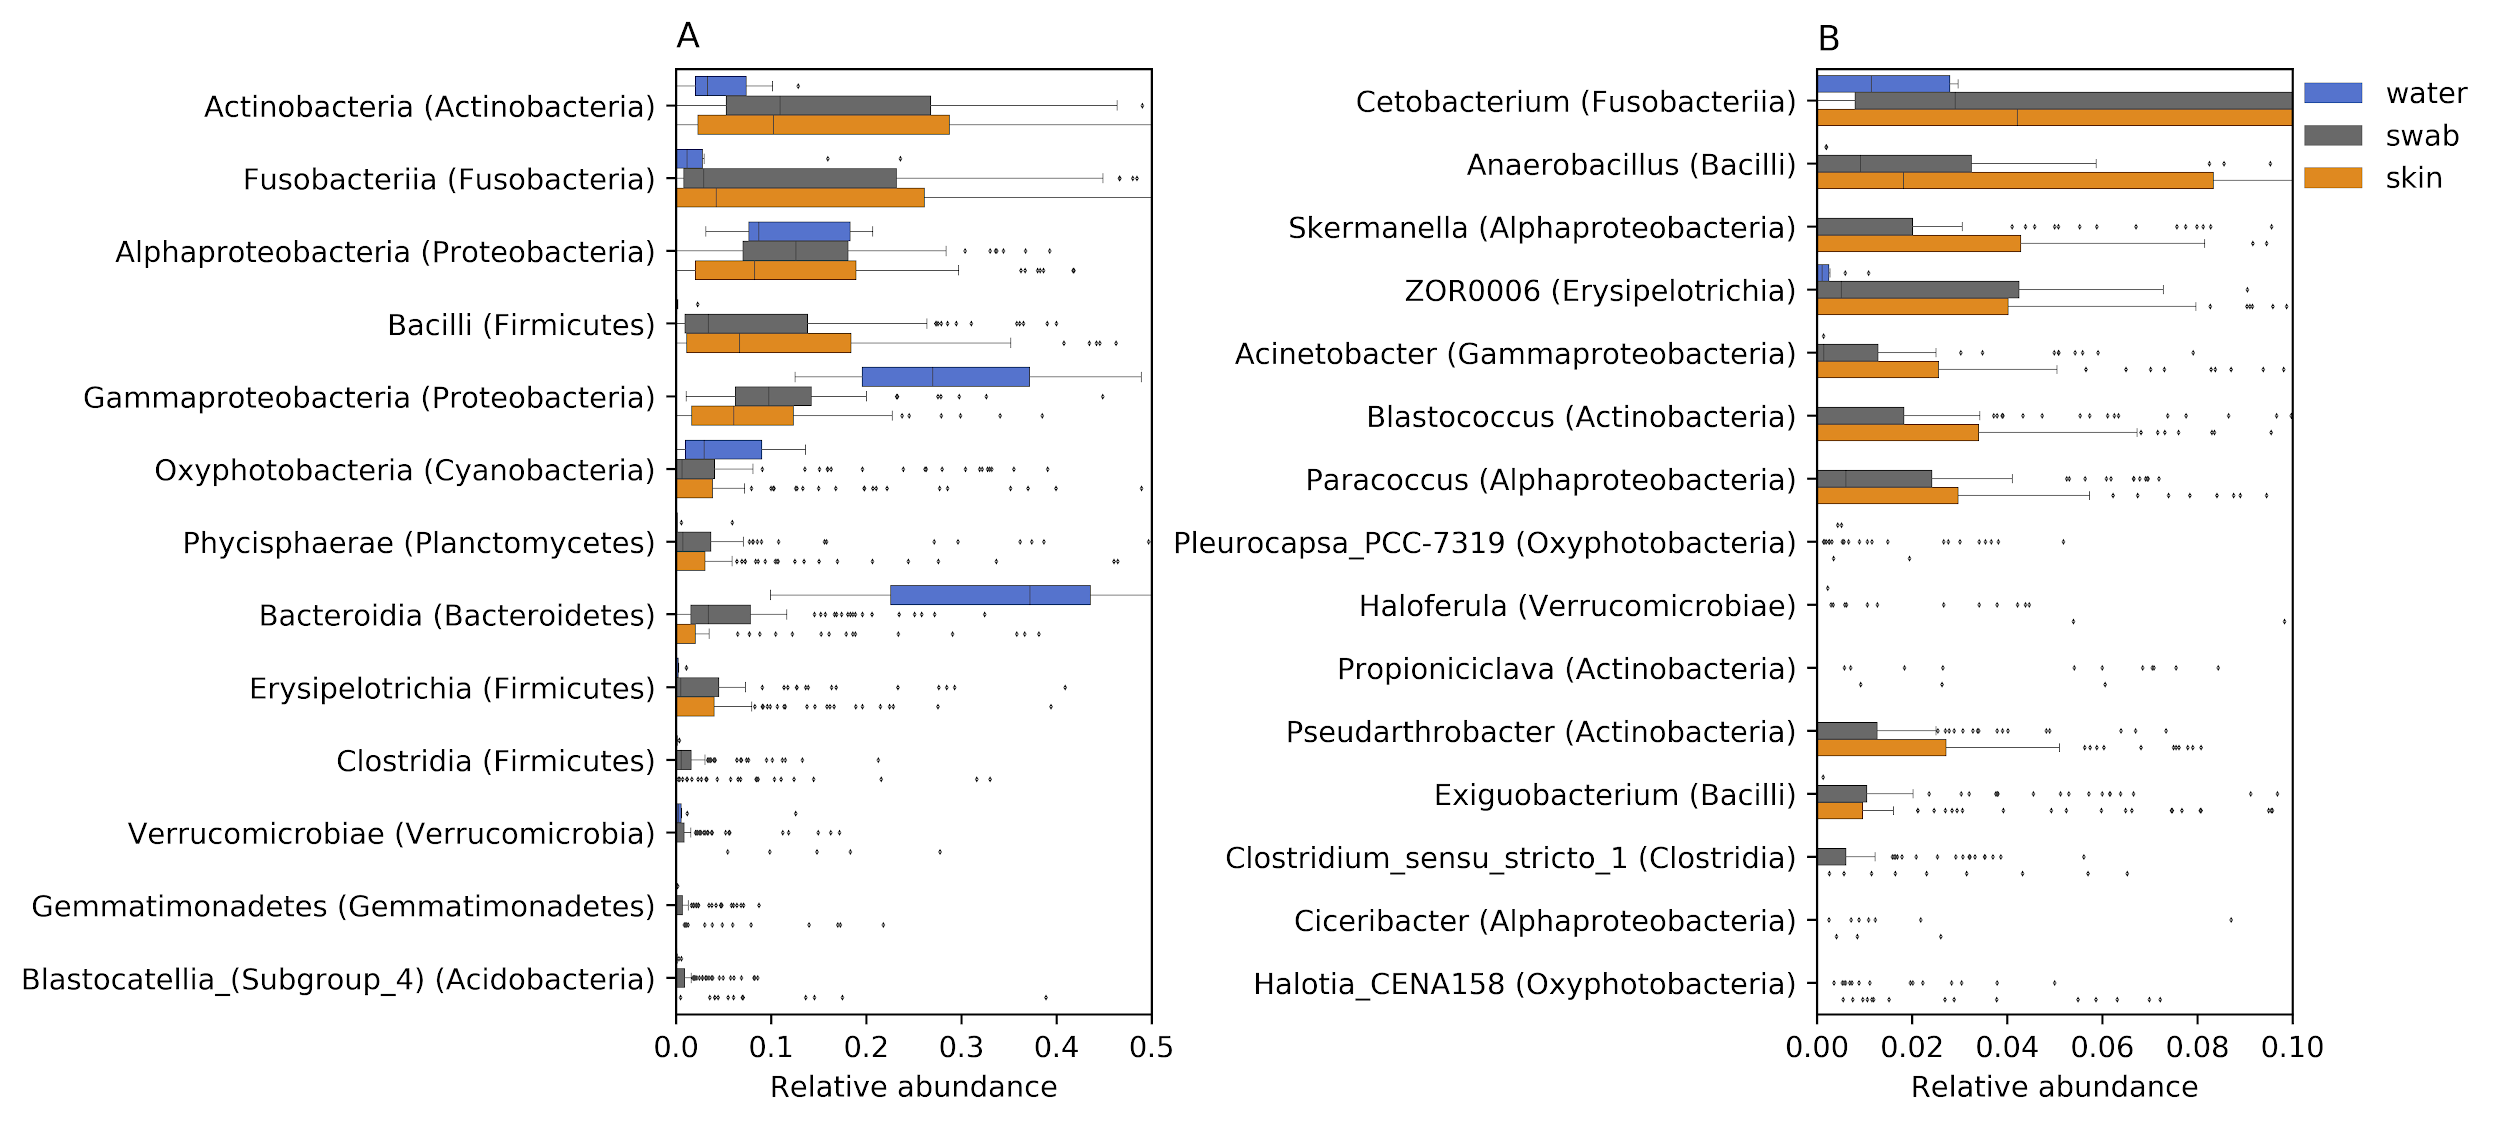 A
Actinobacteria (Actinobacteria)
Fusobacteriia (Fusobacteria)
Alphaproteobacteria (Proteobacteria)
Bacilli (Firmicutes)
Gammaproteobacteria (Proteobacteria)
Oxyphotobacteria (Cyanobacteria)
Phycisphaerae (Planctomycetes)
Bacteroidia (Bacteroidetes)
Erysipelotrichia (Firmicutes)
Clostridia (Firmicutes)
Verrucomicrobiae (Verrucomicrobia)
Gemmatimonadetes (Gemmatimonadetes)
Blastocatellia_(Subgroup_4) (Acidobacteria)
0.0 0.1 0.2 0.3 0.4 0.5
Relative abundance
B
Cetobacterium (Fusobacteriia)
Anaerobacillus (Bacilli)
Skermanella (Alphaproteobacteria)
ZOR0006 (Erysipelotrichia)
Acinetobacter (Gammaproteobacteria)
Blastococcus (Actinobacteria)
Paracoccus (Alphaproteobacteria)
Pleurocapsa_PCC-7319 (Oxyphotobacteria)
Haloferula (Verrucomicrobiae)
Propioniciclava (Actinobacteria)
Pseudarthrobacter (Actinobacteria)
Exiguobacterium (Bacilli)
Clostridium_sensu_stricto_1 (Clostridia)
Ciceribacter (Alphaproteobacteria)
Halotia_CENA158 (Oxyphotobacteria)
0.00 0.02 0.04 0.06 0.08 0.10
Relative abundance
water
swab
skin